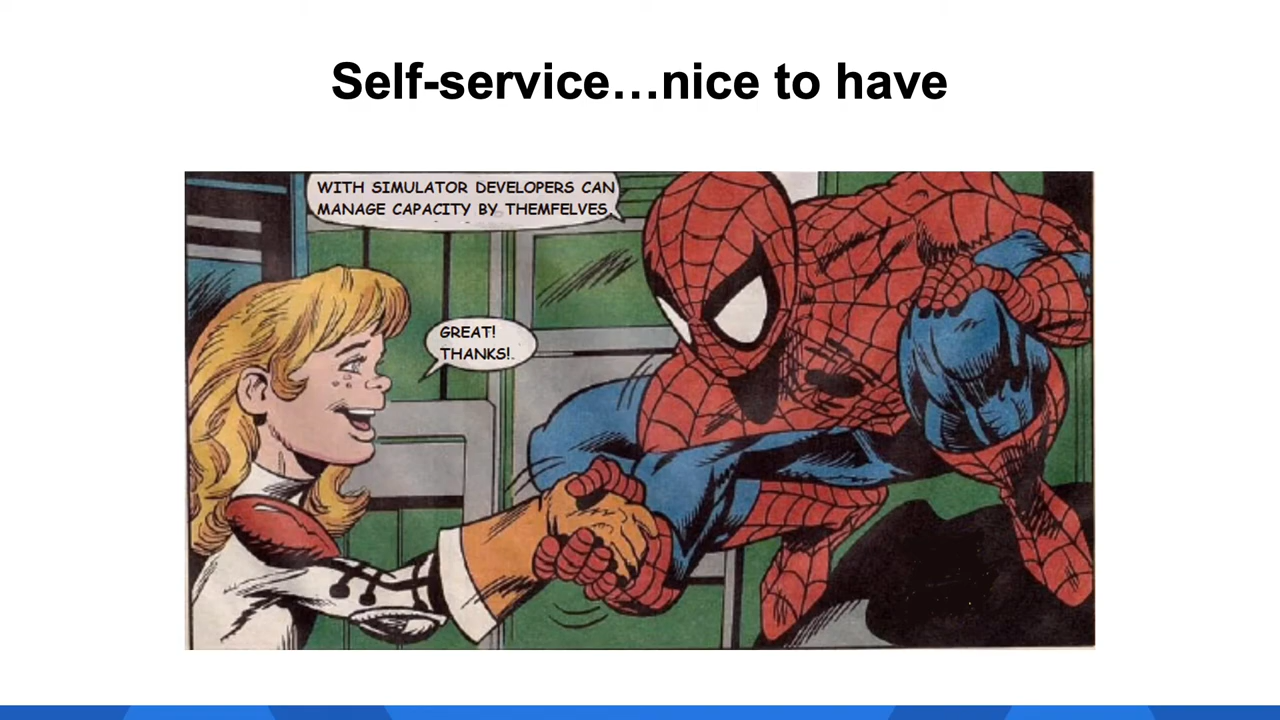 Self-service…nice to have
WITH SIMULATOR DEVELOPERS CAN
MANAGE CAPACITY BY THEMFELVES.
GREAT!
THANKS!.